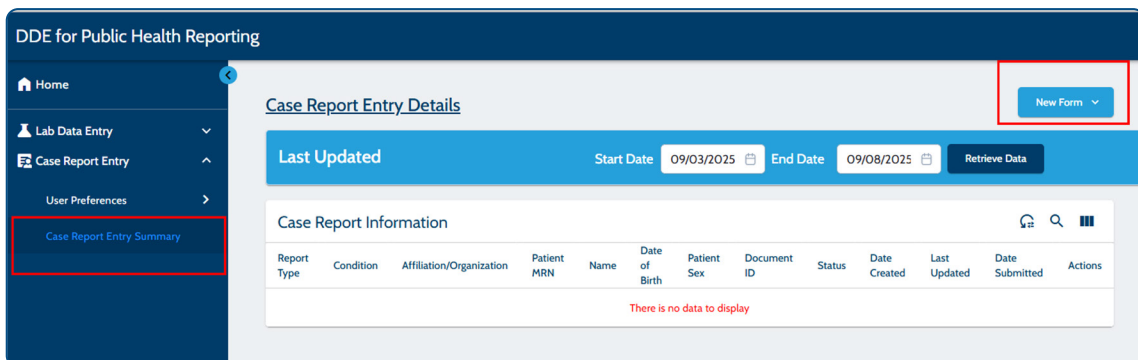 DDE for Public Health Reporting
Home
Lab Data Entry
Case Report Entry
User Preferences
Case Report Entry Summary
Case Report Entry Details
New Form
Last Updated
Start Date 09/03/2025 End Date 09/08/2025 Retrieve Data
Case Report Information
Report Type Condition Affiliation/Organization Patient MRN Name Date of Birth Patient Sex Document ID Status Date Created Last Updated Date Submitted Actions
There is no data to display